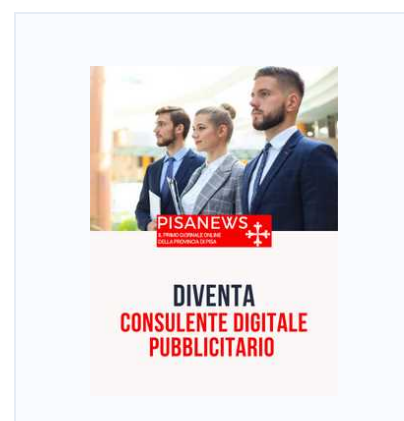 PISANEWS
IL PRIMO GIORNALE ONLINE
DELLA PROVINCIA DI PISA
DIVENTA
CONSULENTE DIGITALE
PUBBLICITARIO